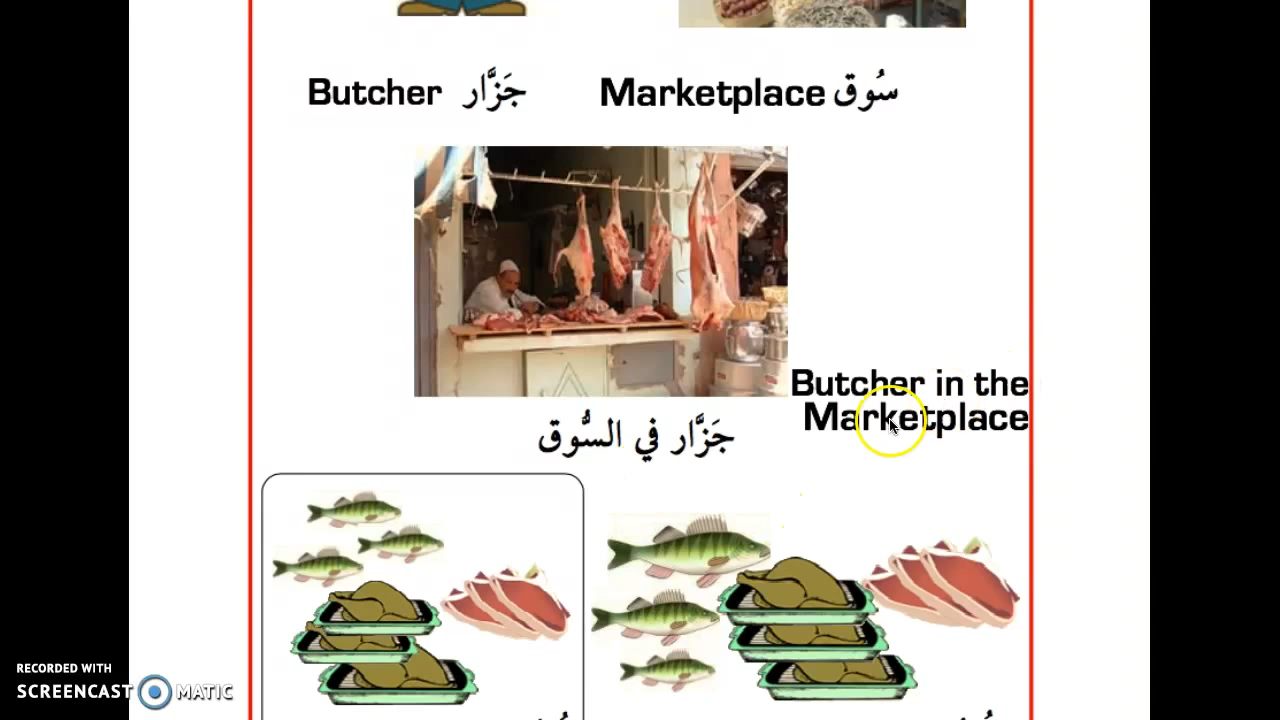 Butcher جَزَّار
Marketplace سُوق
Butcher in the
Marketplace
جَزَّار في السُّوق
RECORDED WITH
SCREENCAST MATIC